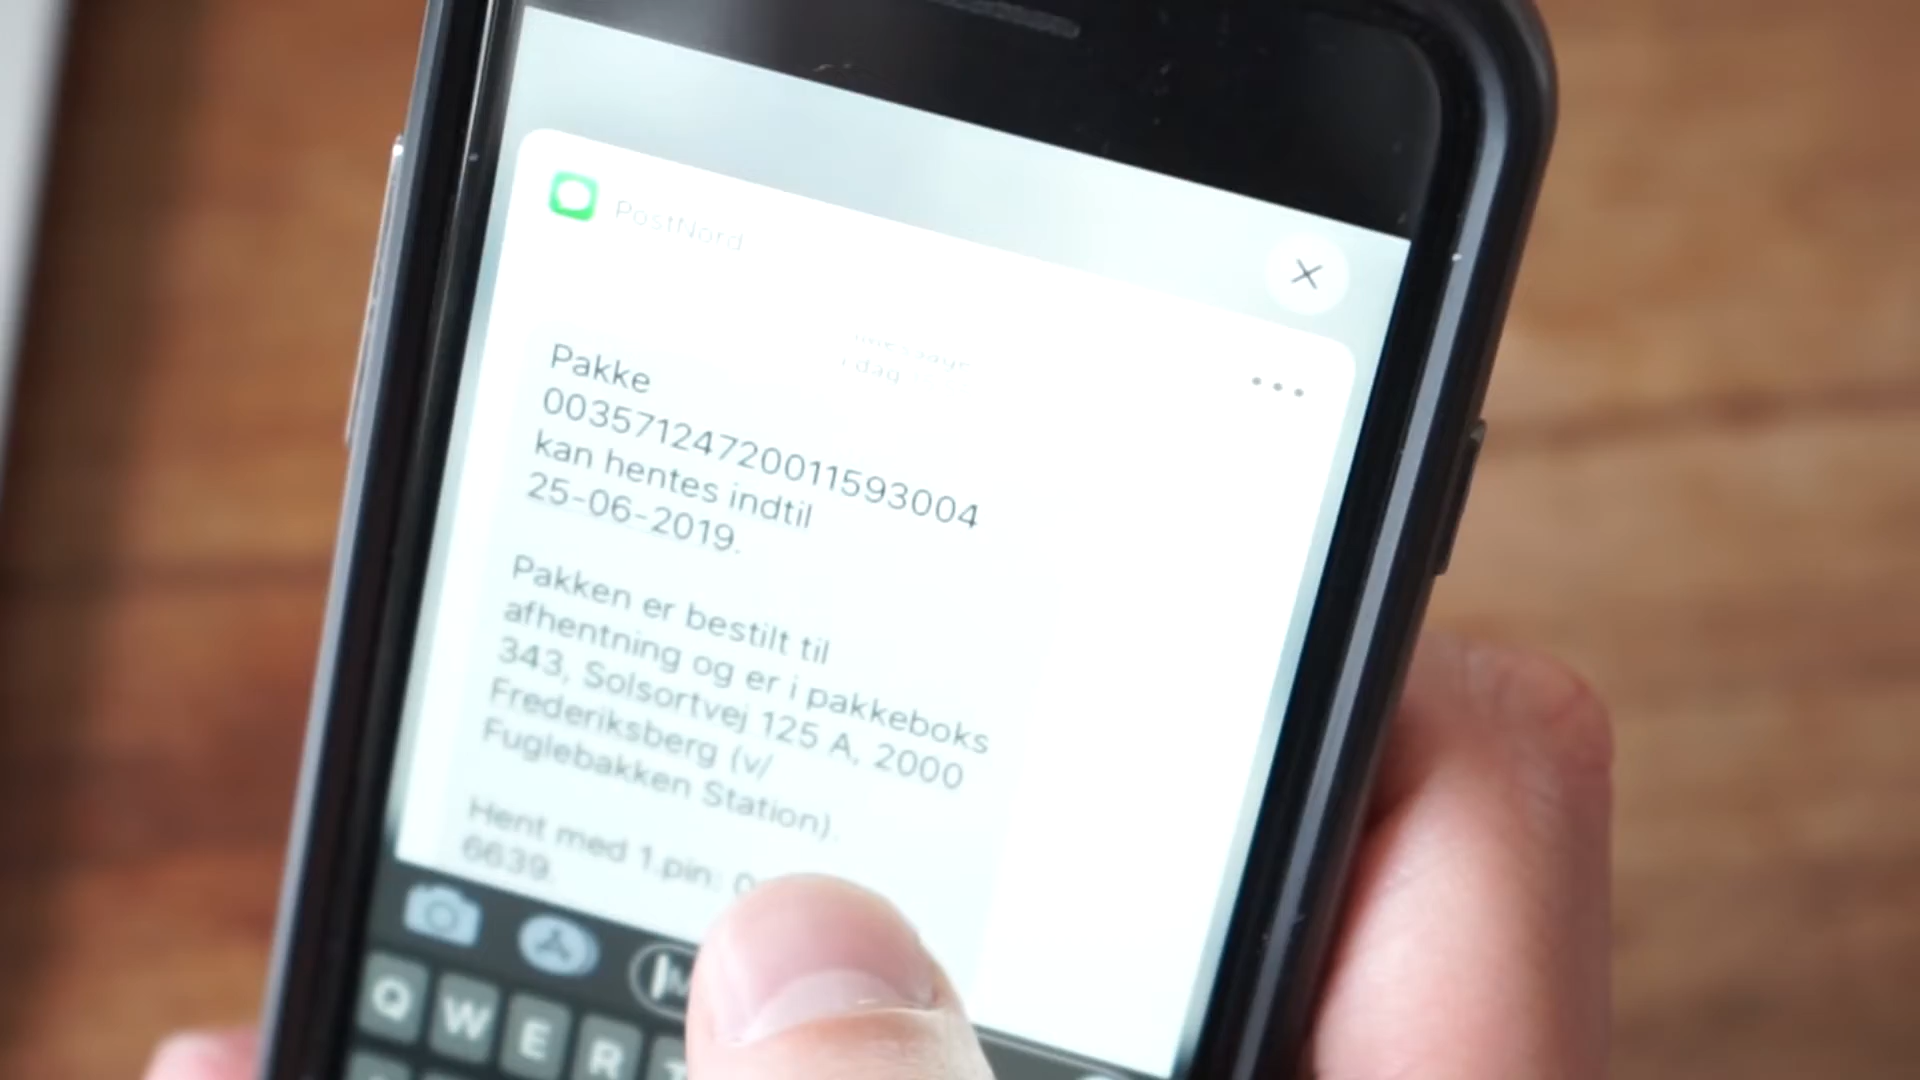 PostNord
i dag
Pakke
00357124720011593004
kan hentes indtil
25-06-2019.
Pakken er bestilt til
afhentning og er i pakkeboks
343, Solsortvej 125 A, 2000
Frederiksberg (v/
Fuglebakken Station).
Hent med 1.pin:
6639.
Q W E R